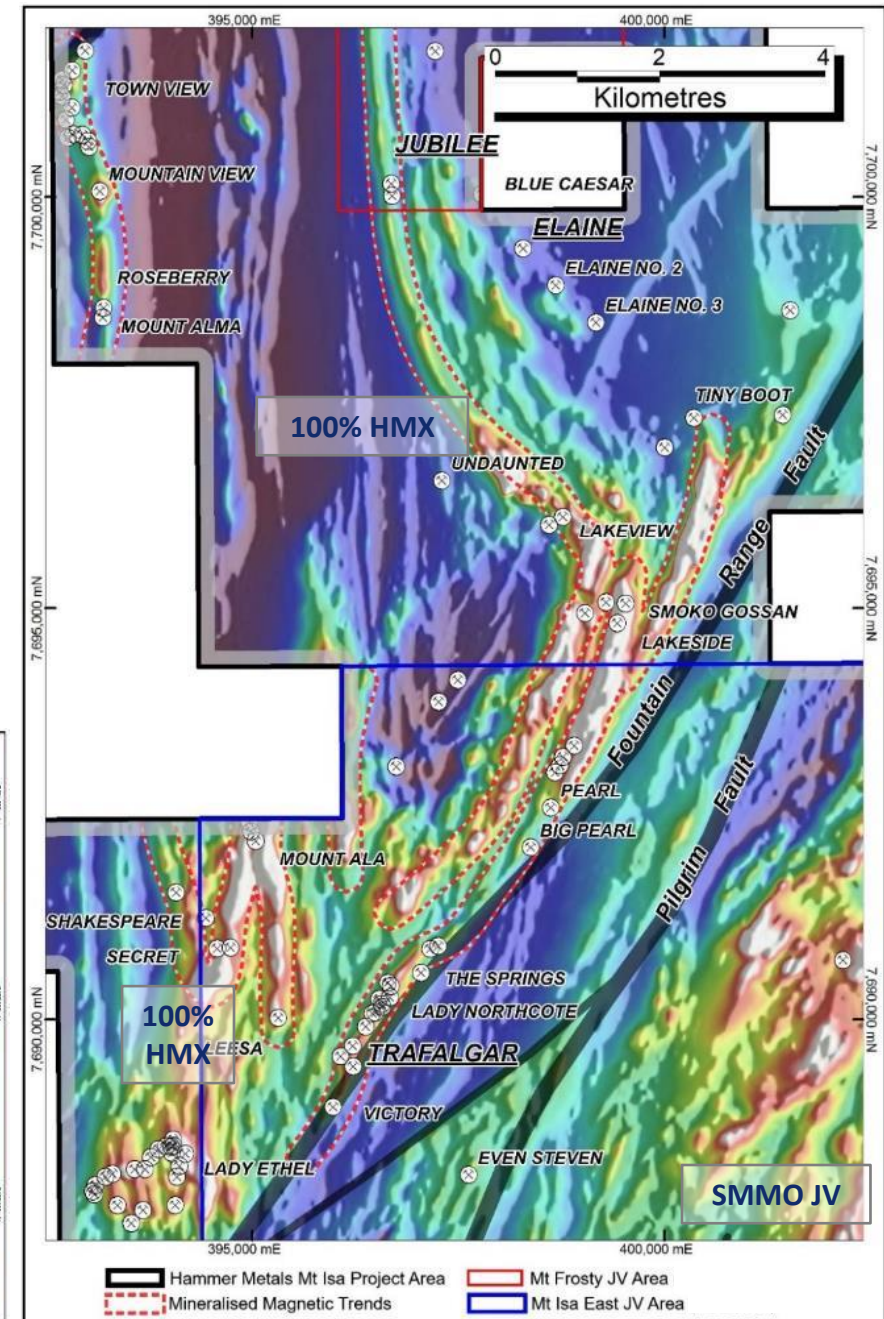 395,000 mE
400,000 mE
0 2 4
Kilometres
TOWN VIEW
JUBILEE
MOUNTAIN VIEW
BLUE CAESAR
7,700,000 mN
7,700,000 mN
ELAINE
ELAINE NO. 2
ROSEBERRY
ELAINE NO. 3
MOUNT ALMA
TINY BOOT
100% HMX
UNDAUNTED
Fault
LAKEVIEW
Range
7,695,000 mN
7,695,000 mN
SMOKO GOSSAN
LAKESIDE
Fountain
PEARL
Fault
BIG PEARL
MOUNT ALA
Pilgrim
SHAKESPEARE
SECRET
THE SPRINGS
7,690,000 mN
7,690,000 mN
100%
HMX
LADY NORTHCOTE
LEESA
TRAFALGAR
VICTORY
EVEN STEVEN
LADY ETHEL
SMMO JV
395,000 mE
400,000 mE
Hammer Metals Mt Isa Project Area
Mt Frosty JV Area
Mineralised Magnetic Trends
Mt Isa East JV Area